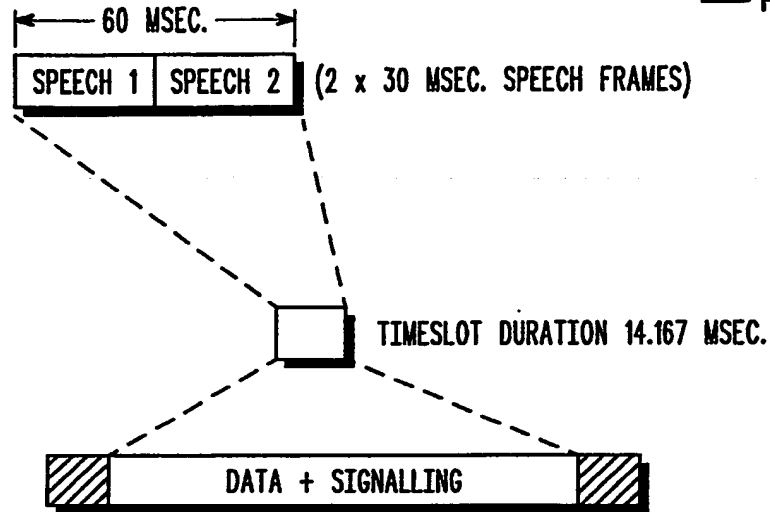 60 MSEC.
SPEECH 1 SPEECH 2 (2 x 30 MSEC. SPEECH FRAMES)
TIMESLOT DURATION 14.167 MSEC.
DATA + SIGNALLING